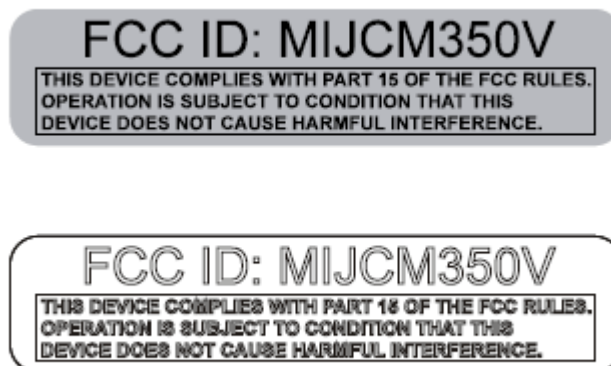 FCC ID: MIJCM350V
THIS DEVICE COMPLIES WITH PART 15 OF THE FCC RULES.
OPERATION IS SUBJECT TO CONDITION THAT THIS
DEVICE DOES NOT CAUSE HARMFUL INTERFERENCE.
FCC ID: MIJCM350V
THIS DEVICE COMPLIES WITH PART 15 OF THE FCC RULES.
OPERATION IS SUBJECT TO CONDITION THAT THIS
DEVICE DOES NOT CAUSE HARMFUL INTERFERENCE.